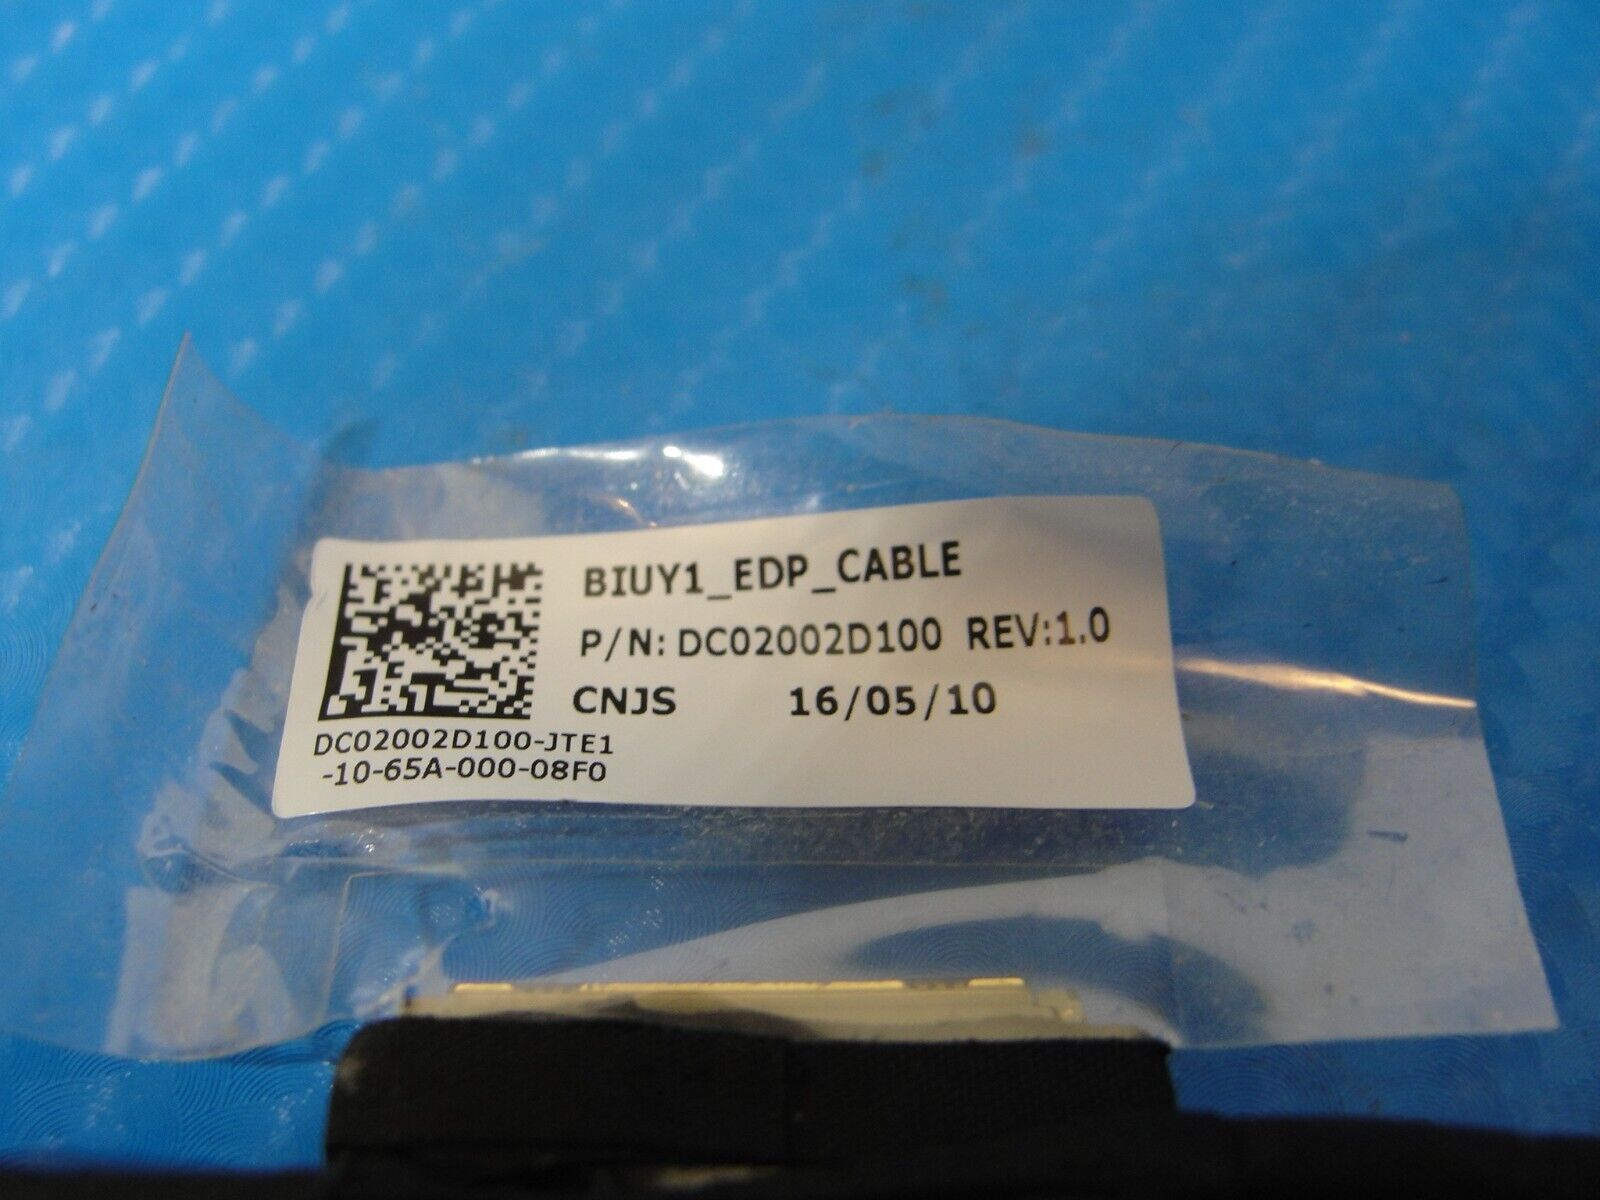 BIUY1_EDP_CABLE
P/N: DC02002D100 REV:1.0
CNJS 16/05/10
DC02002D100-JTE1
-10-65A-000-08F0